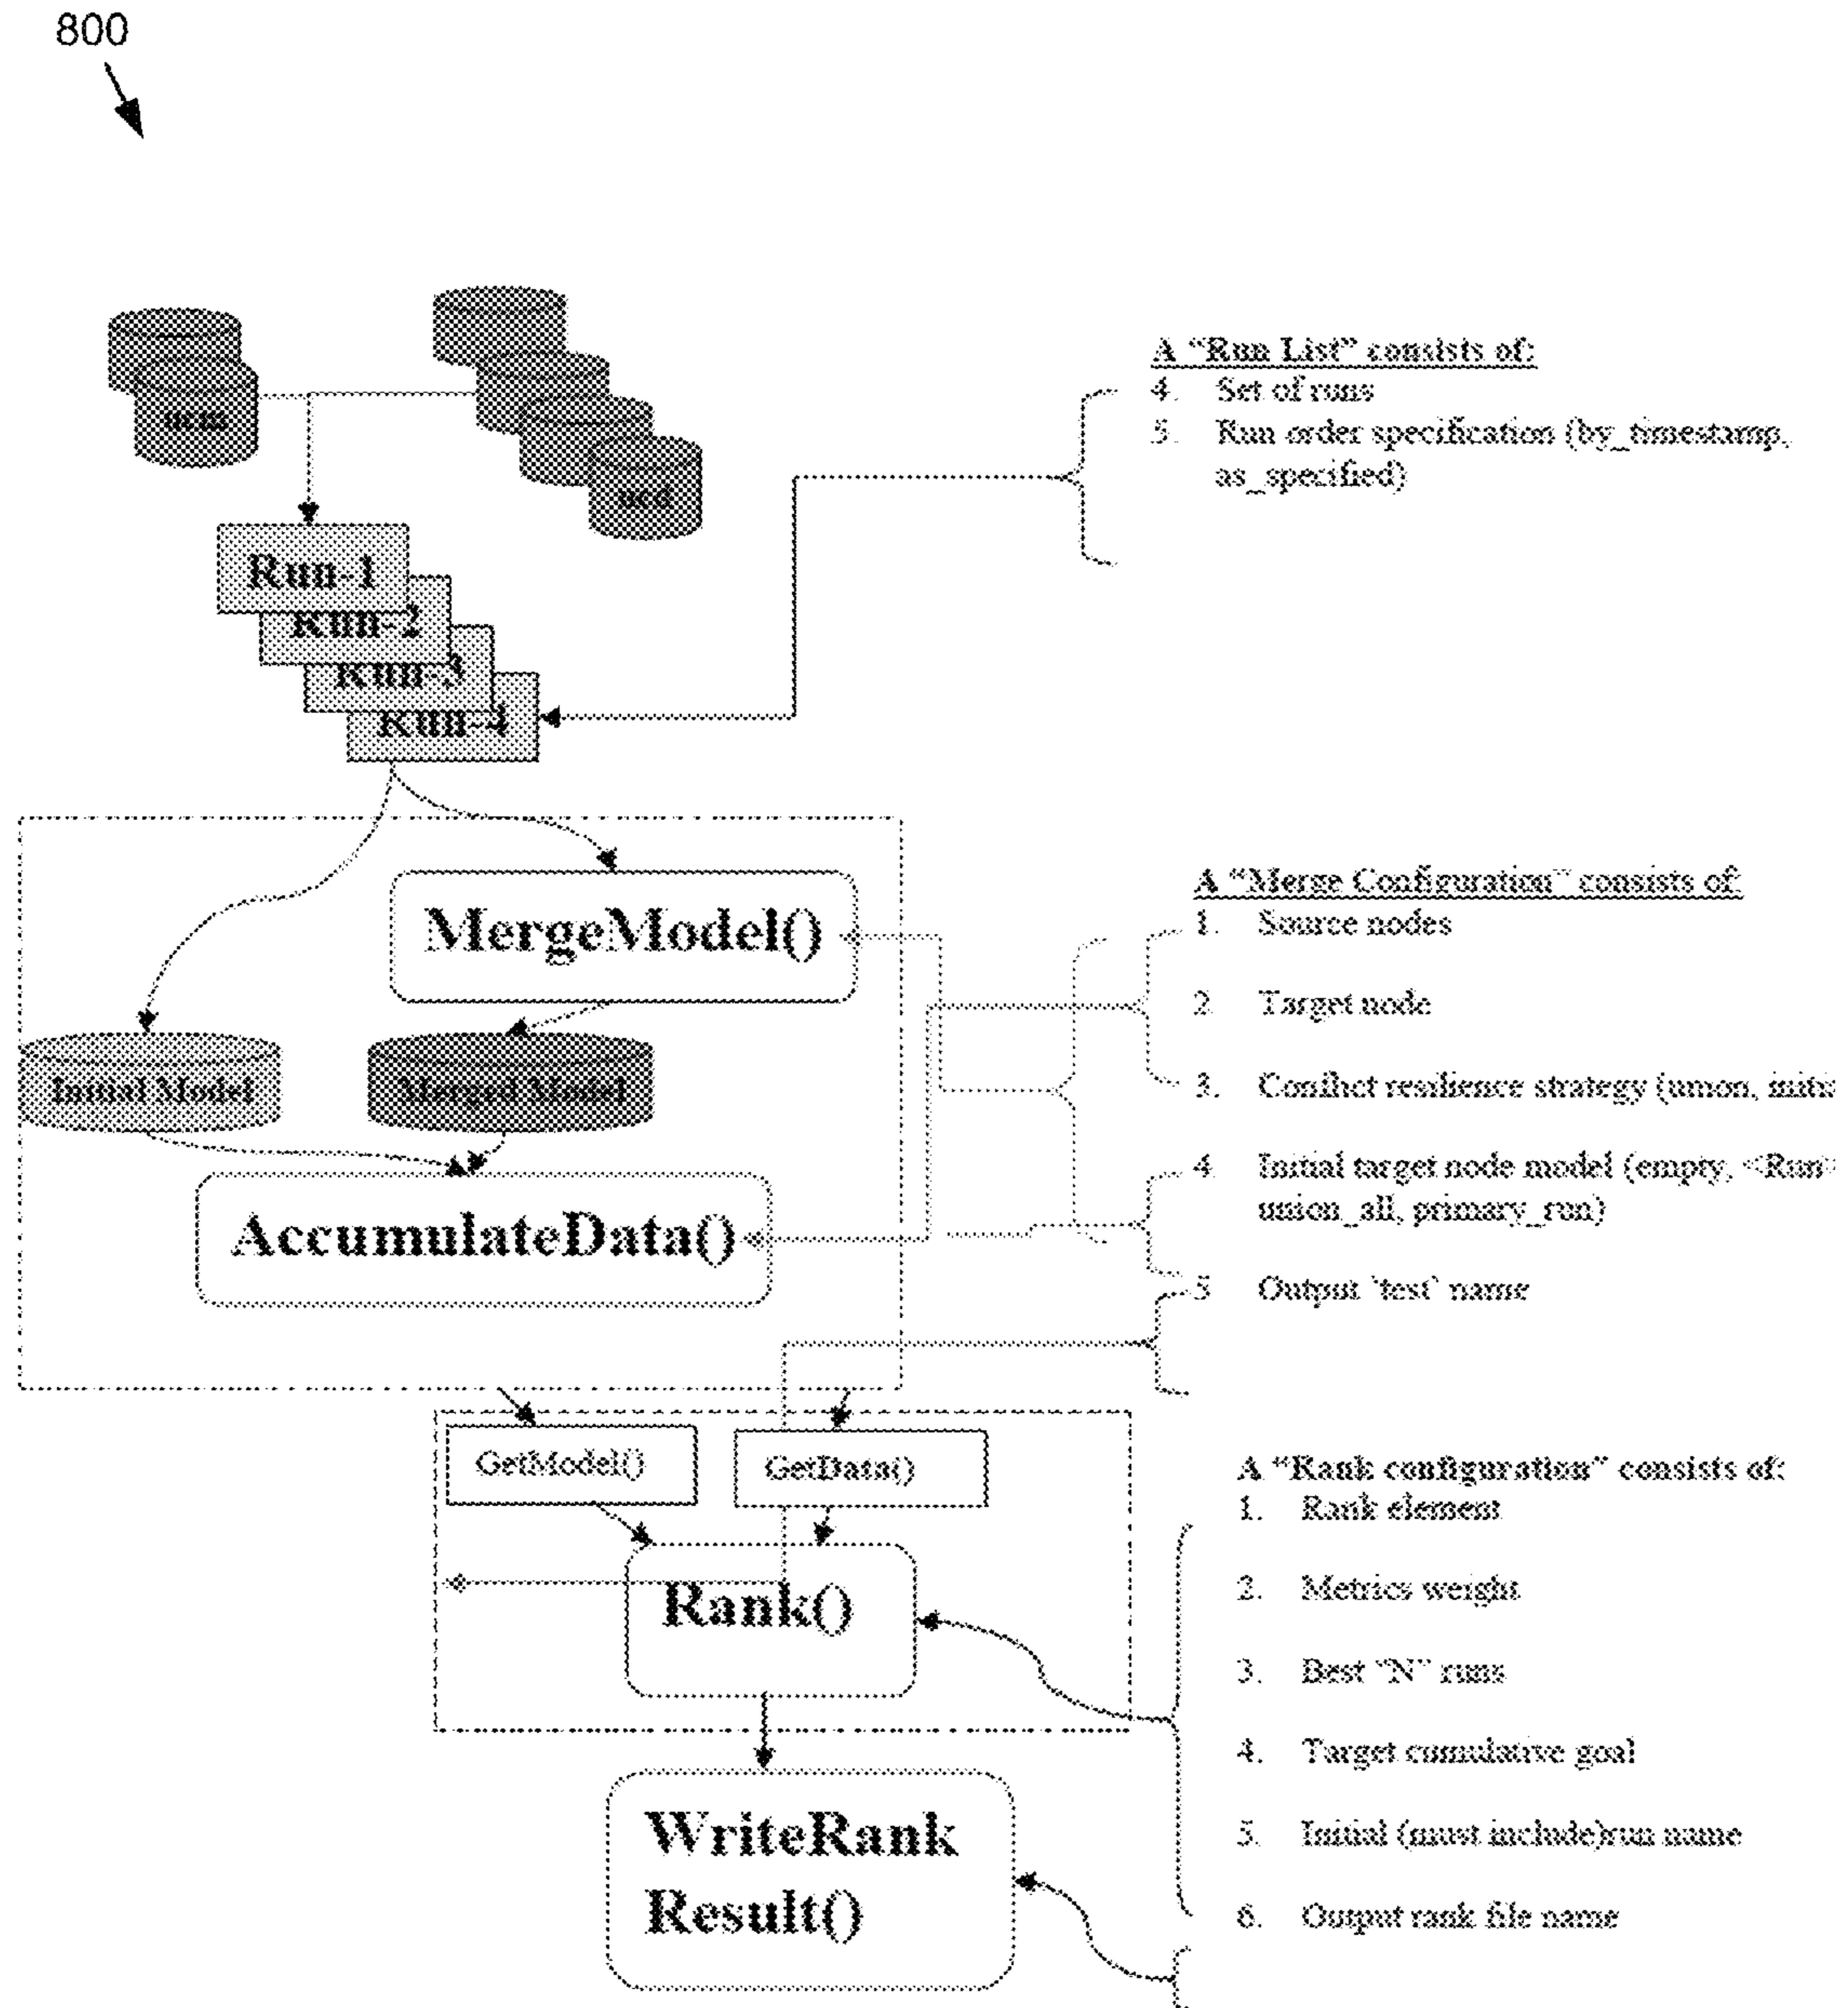 800
ucm
ucd
Run-1
Run-2
Run-3
Run-4
A “Run List” consists of:
4. Set of runs
5. Run order specification (by_timestamp,
as_specified)
MergeModel()
Initial Model
Merged Model
AccumulateData()
A “Merge Configuration” consists of:
1. Source nodes
2. Target node
3. Conflict resilience strategy (union, initi
4. Initial target node model (empty, <Run
union_all, primary_run)
5 Output `test` name
GetModel()
GetData()
Rank()
WriteRank
Result()
A “Rank configuration” consists of:
1. Rank element
2. Metrics weight
3. Best “N” runs
4. Target cumulative goal
5. Initial (must include)run name
6. Output rank file name